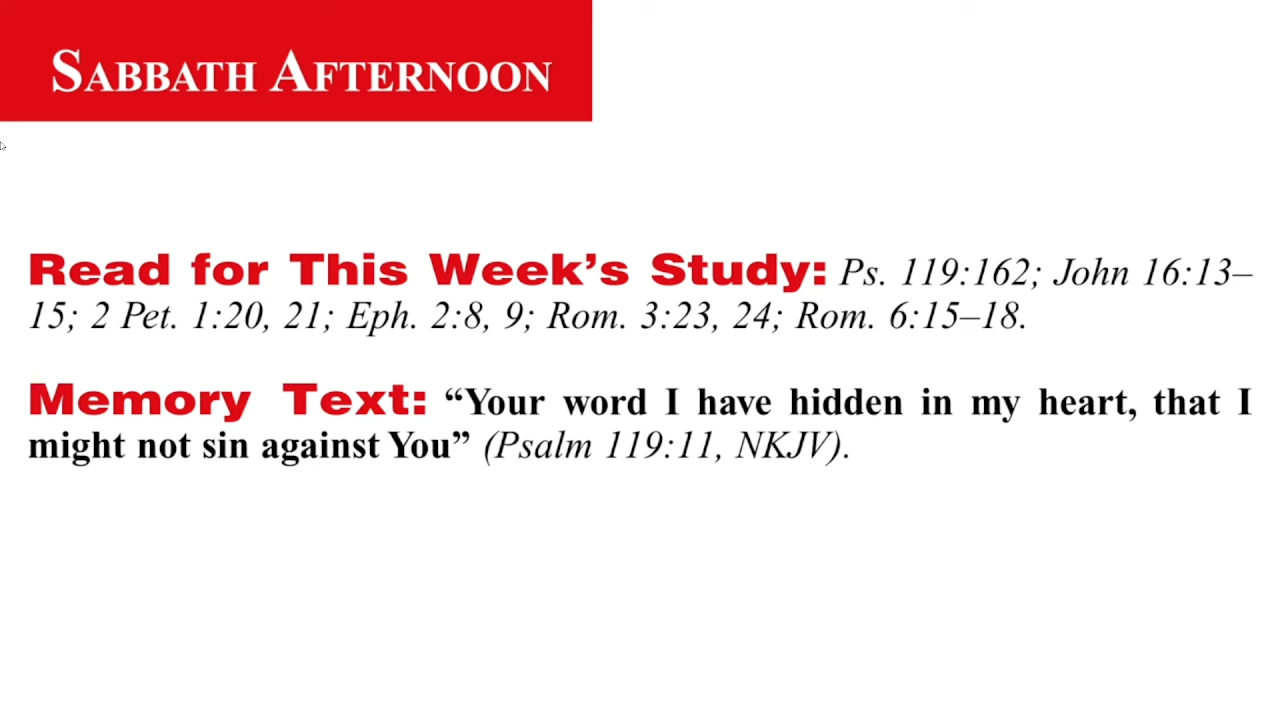 SABBATH AFTERNOON
Read for This Week’s Study: Ps. 119:162; John 16:13–
15; 2 Pet. 1:20, 21; Eph. 2:8, 9; Rom. 3:23, 24; Rom. 6:15–18.
Memory Text: “Your word I have hidden in my heart, that I
might not sin against You” (Psalm 119:11, NKJV).